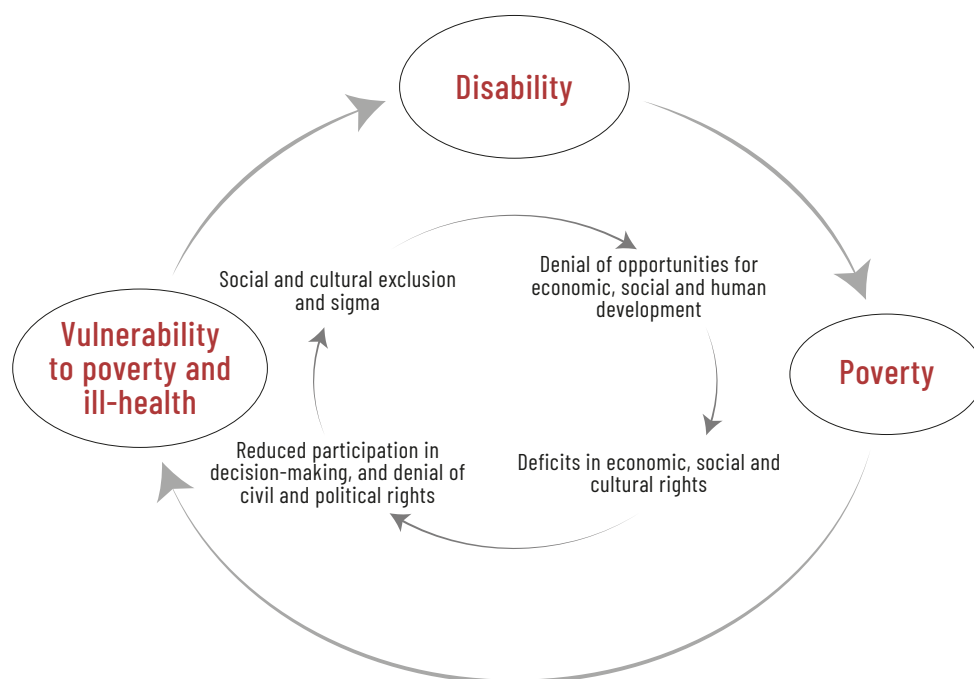 Disability
Social and cultural exclusion
and sigma
Denial of opportunities for
economic, social and human
development
Vulnerability
to poverty and
ill-health
Poverty
Reduced participation in
decision-making, and denial of
civil and political rights
Deficits in economic, social and
cultural rights